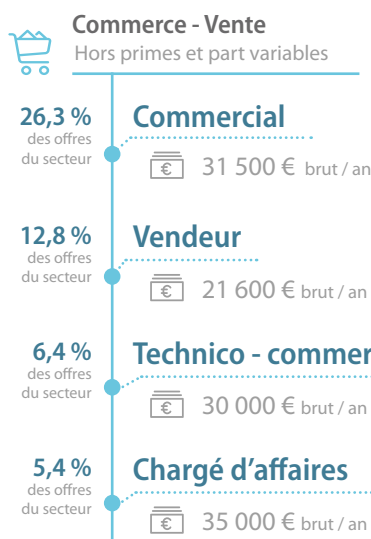 Commerce - Vente
Hors primes et part variables
26,3 %
des offres
du secteur
Commercial
31 500 € brut / an
12,8 %
des offres
du secteur
Vendeur
21 600 € brut / an
6,4 %
des offres
du secteur
Technico - commer
30 000 € brut / an
5,4 %
des offres
du secteur
Chargé d'affaires
35 000 € brut / an